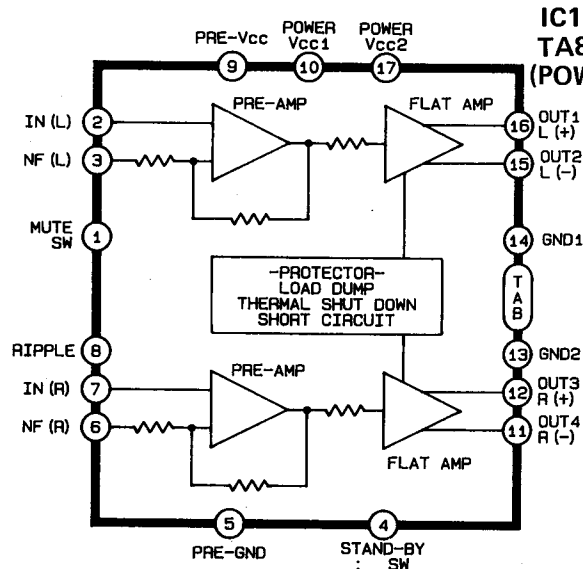 IC1
TA8
(POW
PRE-Vcc
9
POWER
Vcc1
10
POWER
Vcc2
17
PRE-AMP
FLAT AMP
IN (L) 2
NF (L) 3
16 OUT1
L (+)
15 OUT2
L (-)
MUTE
SW
1
14 GND1
-PROTECTOR-
LOAD DUMP
THERMAL SHUT DOWN
SHORT CIRCUIT
TAB
RIPPLE 8
13 GND2
PRE-AMP
IN (R) 7
NF (R) 6
12 OUT3
R (+)
11 OUT4
R (-)
FLAT AMP
5
PRE-GND
4
STAND-BY
: SW